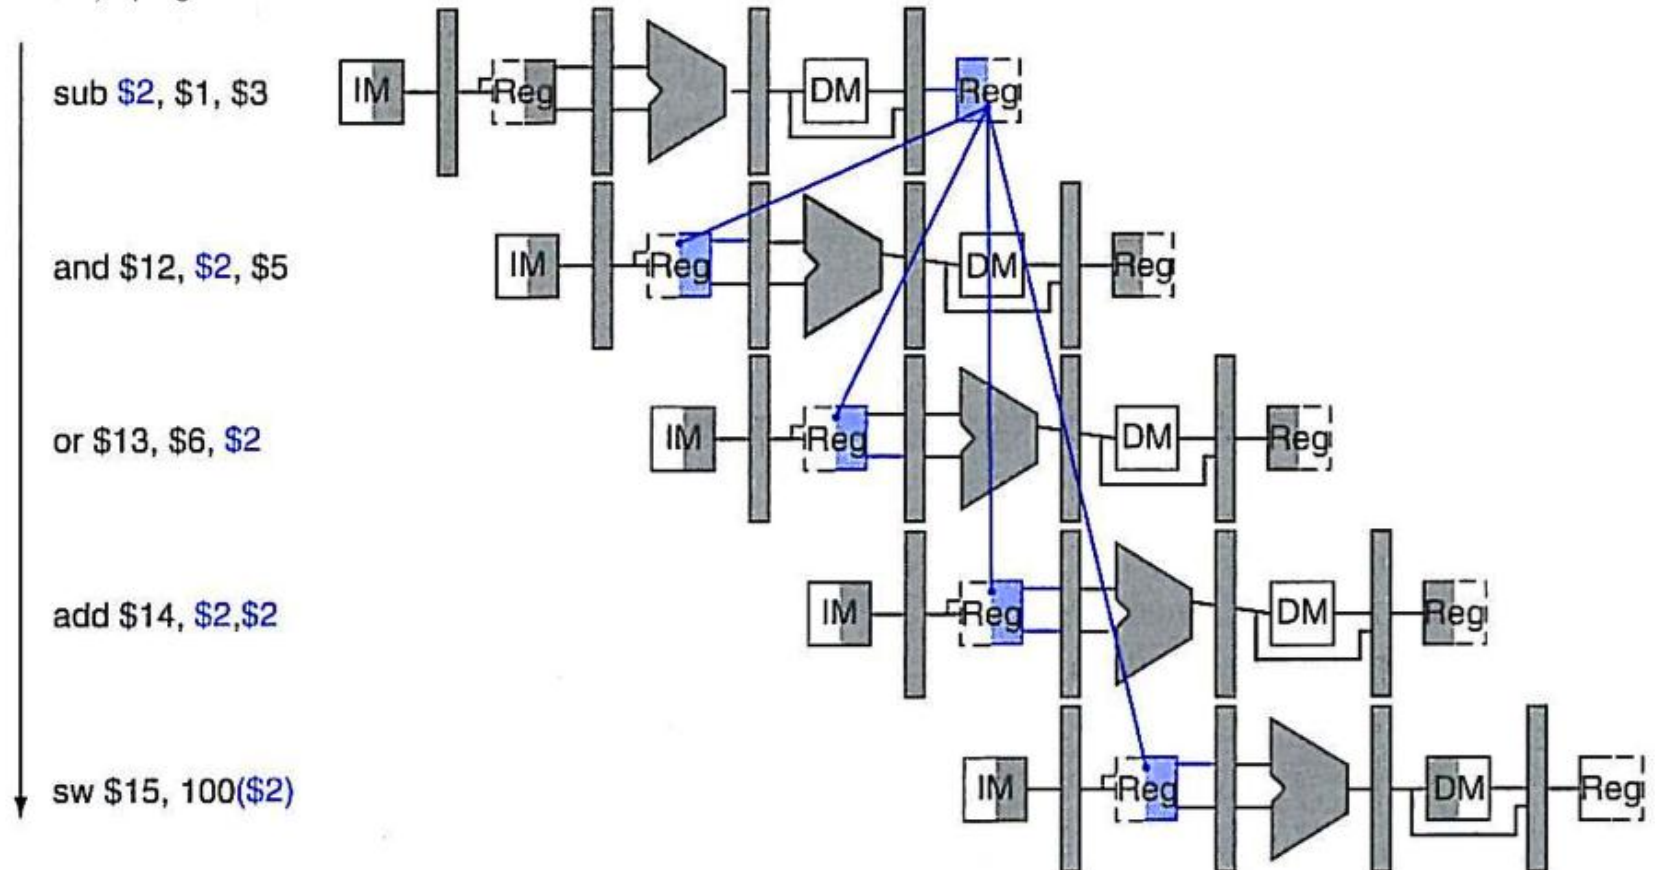 sub $2, $1, $3 IM Reg DM Reg
and $12, $2, $5 IM Reg DM Reg
or $13, $6, $2 IM Reg DM Reg
add $14, $2,$2 IM Reg DM Reg
sw $15, 100($2) IM Reg DM Reg